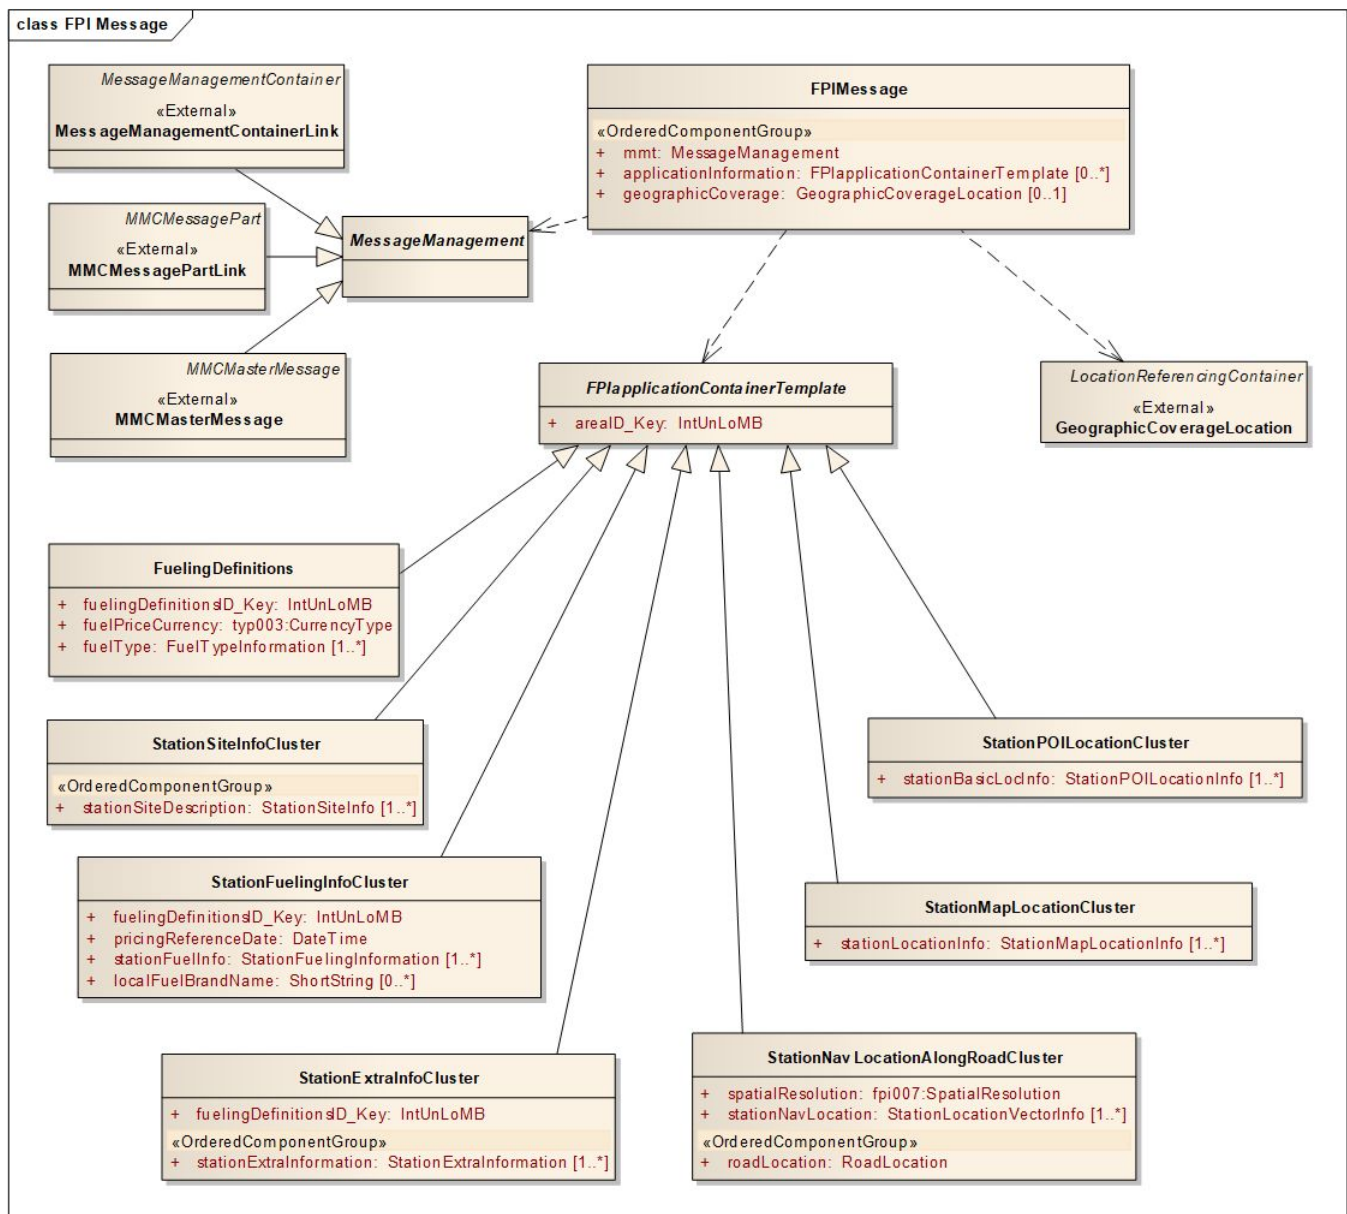 class FPI Message
MessageManagementContainer
«External»
MessageManagementContainerLink
MMCMessagePart
«External»
MMCMessagePartLink
MMCMasterMessage
«External»
MMCMasterMessage
MessageManagement
FPIMessage
«OrderedComponentGroup»
+ mmt: MessageManagement
+ applicationInformation: FPIapplicationContainerTemplate [0..*]
+ geographicCoverage: GeographicCoverageLocation [0..1]
FPIapplicationContainerTemplate
+ areaID_Key: IntUnLoMB
LocationReferencingContainer
«External»
GeographicCoverageLocation
FuelingDefinitions
+ fuelingDefinitionsID_Key: IntUnLoMB
+ fuelPriceCurrency: typ003:CurrencyType
+ fuelType: FuelTypeInformation [1..*]
StationSiteInfoCluster
«OrderedComponentGroup»
+ stationSiteDescription: StationSiteInfo [1..*]
StationFuelingInfoCluster
+ fuelingDefinitionsID_Key: IntUnLoMB
+ pricingReferenceDate: DateTime
+ stationFuelInfo: StationFuelingInformation [1..*]
+ localFuelBrandName: ShortString [0..*]
StationExtraInfoCluster
+ fuelingDefinitionsID_Key: IntUnLoMB
«OrderedComponentGroup»
+ stationExtraInformation: StationExtraInformation [1..*]
StationPOILocationCluster
+ stationBasicLocInfo: StationPOILocationInfo [1..*]
StationMapLocationCluster
+ stationLocationInfo: StationMapLocationInfo [1..*]
StationNavLocationAlongRoadCluster
+ spatialResolution: fpi007:SpatialResolution
+ stationNavLocation: StationLocationVectorInfo [1..*]
«OrderedComponentGroup»
+ roadLocation: RoadLocation